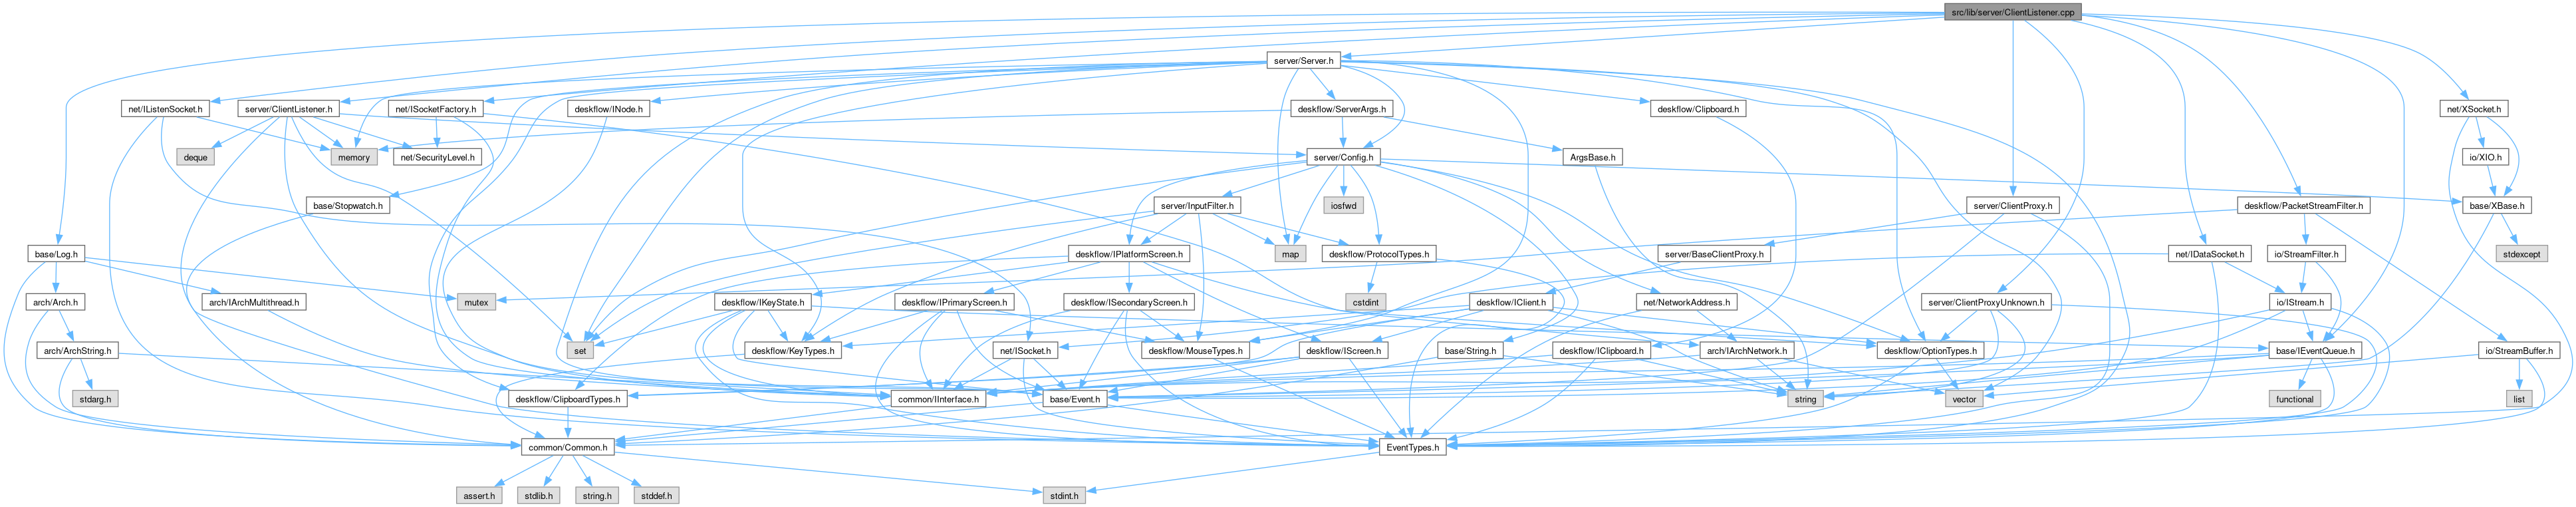 src/lib/server/ClientListener.cpp
server/Server.h
net/IListenSocket.h
server/ClientListener.h
net/ISocketFactory.h
deskflow/INode.h
deskflow/ServerArgs.h
deskflow/Clipboard.h
net/XSocket.h
deque
memory
net/SecurityLevel.h
server/Config.h
ArgsBase.h
io/XIO.h
base/Stopwatch.h
server/InputFilter.h
iosfwd
server/ClientProxy.h
deskflow/PacketStreamFilter.h
base/XBase.h
base/Log.h
deskflow/IPlatformScreen.h
map
deskflow/ProtocolTypes.h
server/BaseClientProxy.h
net/IDataSocket.h
io/StreamFilter.h
stdexcept
arch/Arch.h
arch/IArchMultithread.h
mutex
deskflow/IKeyState.h
deskflow/IPrimaryScreen.h
deskflow/ISecondaryScreen.h
cstdint
deskflow/IClient.h
net/NetworkAddress.h
server/ClientProxyUnknown.h
io/IStream.h
arch/ArchString.h
set
deskflow/KeyTypes.h
net/ISocket.h
deskflow/MouseTypes.h
deskflow/IScreen.h
base/String.h
deskflow/IClipboard.h
arch/IArchNetwork.h
deskflow/OptionTypes.h
base/IEventQueue.h
io/StreamBuffer.h
stdarg.h
deskflow/ClipboardTypes.h
common/IInterface.h
base/Event.h
string
vector
functional
list
common/Common.h
EventTypes.h
assert.h
stdlib.h
string.h
stddef.h
stdint.h